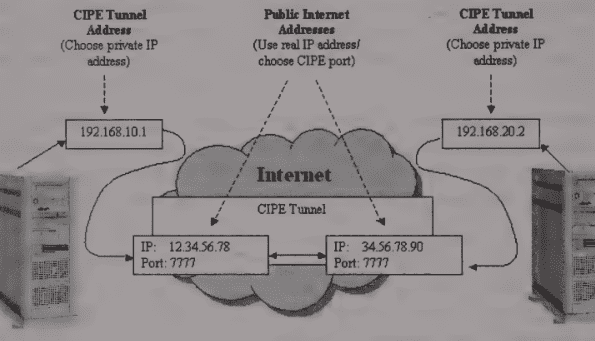 CIPE Tunnel
Address
(Choose private IP
address)
Public Internet
Addresses
(Use real IP address/
choose CIPE port)
CIPE Tunnel
Address
(Choose private IP
address)
192.168.10.1
192.168.20.2
Internet
CIPE Tunnel
IP: 12.34.56.78
Port: 7777
IP: 34.56.78.90
Port: 7777